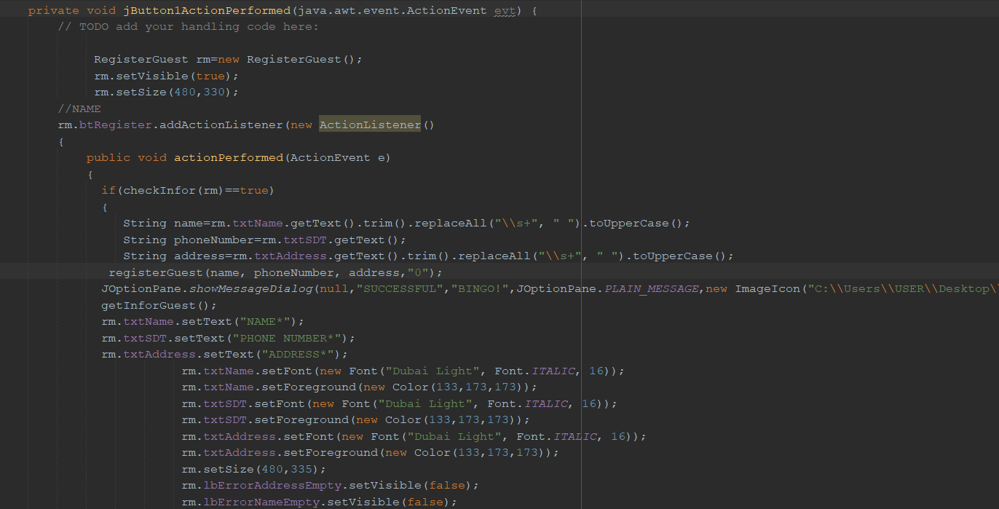 private void jButton1ActionPerformed(java.awt.event.ActionEvent evt) {
// TODO add your handling code here:
RegisterGuest rm=new RegisterGuest();
rm.setVisible(true);
rm.setSize(480,330);
//NAME
rm.btRegister.addActionListener(new ActionListener()
{
public void actionPerformed(ActionEvent e)
{
if(checkInfor(rm)==true)
{
String name=rm.txtName.getText().trim().replaceAll("\\s+", " ").toUpperCase();
String phoneNumber=rm.txtSDT.getText();
String address=rm.txtAddress.getText().trim().replaceAll("\\s+", " ").toUpperCase();
registerGuest(name, phoneNumber, address,"0");
JOptionPane.showMessageDialog(null,"SUCCESSFUL","BINGO!",JOptionPane.PLAIN_MESSAGE,new ImageIcon("C:\\Users\\USER\\Desktop\
getInforGuest();
rm.txtName.setText("NAME*");
rm.txtSDT.setText("PHONE NUMBER*");
rm.txtAddress.setText("ADDRESS*");
rm.txtName.setFont(new Font("Dubai Light", Font.ITALIC, 16));
rm.txtName.setForeground(new Color(133,173,173));
rm.txtSDT.setFont(new Font("Dubai Light", Font.ITALIC, 16));
rm.txtSDT.setForeground(new Color(133,173,173));
rm.txtAddress.setFont(new Font("Dubai Light", Font.ITALIC, 16));
rm.txtAddress.setForeground(new Color(133,173,173));
rm.setSize(480,335);
rm.lbErrorAddressEmpty.setVisible(false);
rm.lbErrorNameEmpty.setVisible(false);